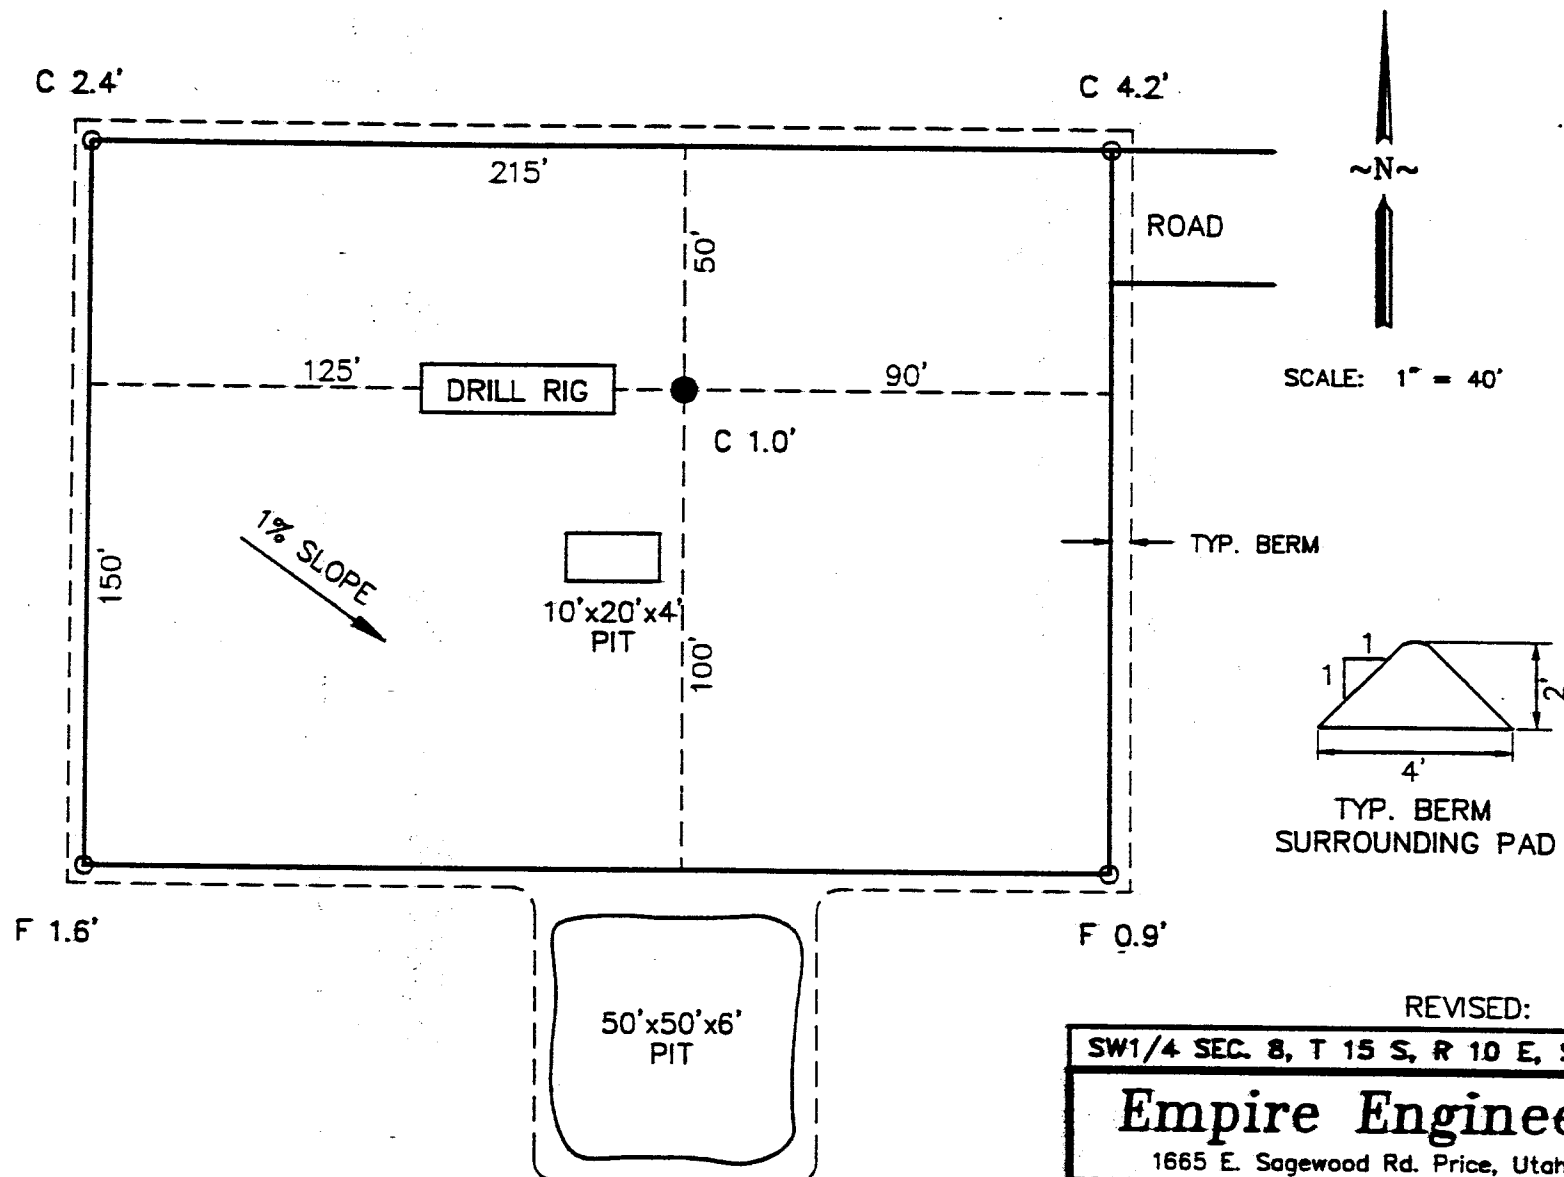 C 2.4'
C 4.2'
215'
50'
ROAD
~N~
SCALE: 1" = 40'
125'
DRILL RIG
90'
C 1.0'
1% SLOPE
150'
TYP. BERM
10'x20'x4'
PIT
100'
1
1
2'
4'
TYP. BERM
SURROUNDING PAD
F 1.6'
F 0.9'
50'x50'x6'
PIT
REVISED:
SW1/4 SEC. 8, T 15 S, R 10 E,
Empire Enginee
1665 E. Sagewood Rd. Price, Utah